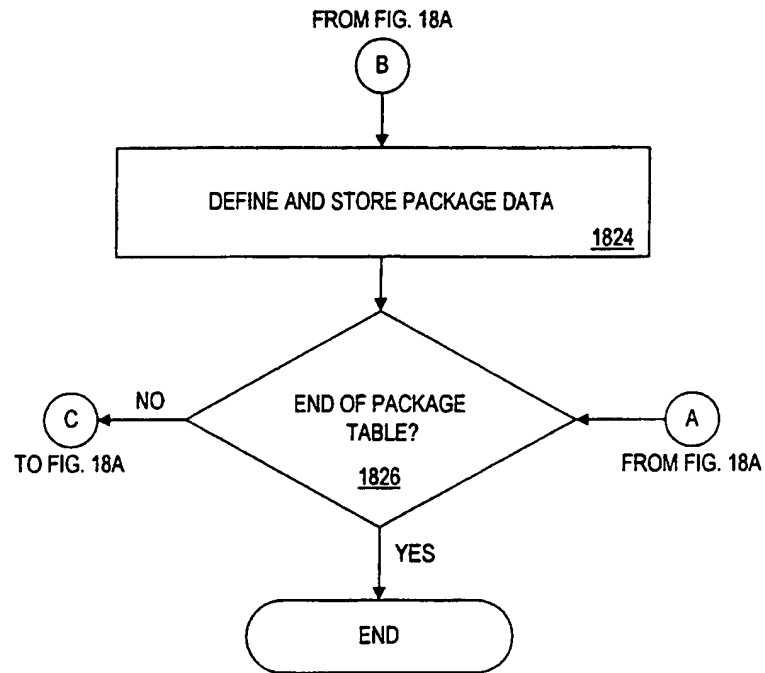 FROM FIG. 18A
B
DEFINE AND STORE PACKAGE DATA
1824
NO
C
TO FIG. 18A
END OF PACKAGE
TABLE?
1826
A
FROM FIG. 18A
YES
END